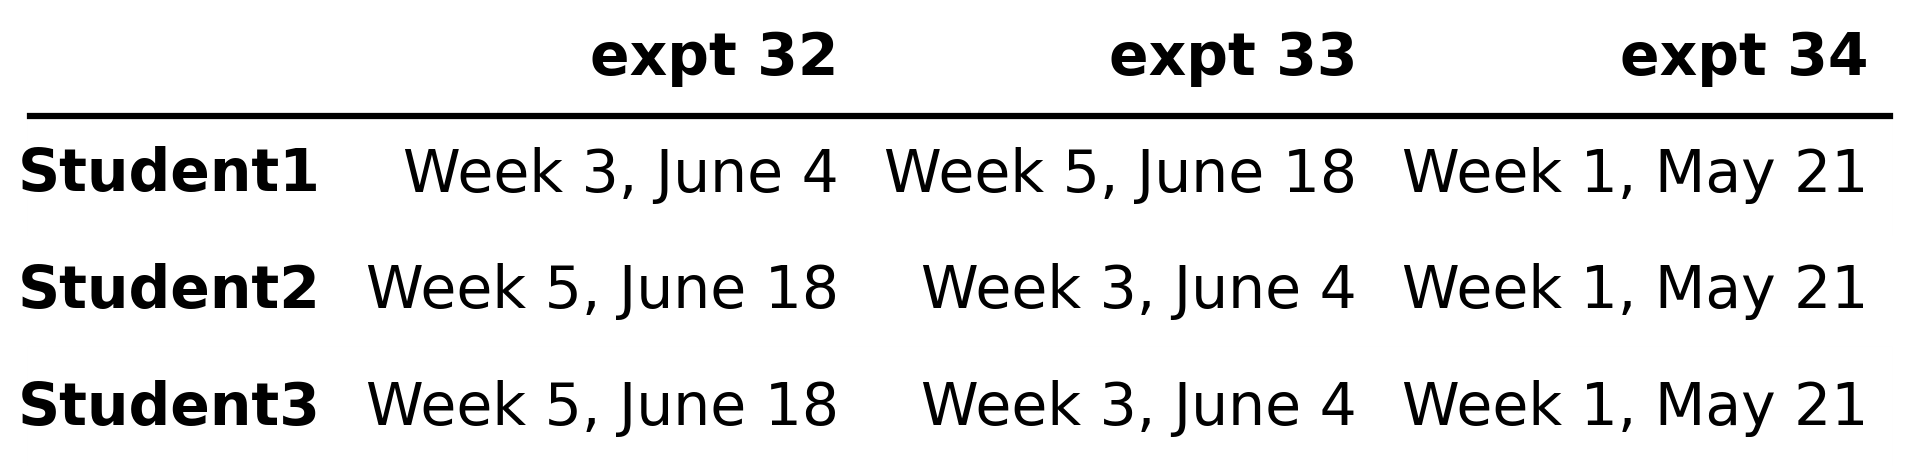 expt 32 expt 33 expt 34
Student1 Week 3, June 4 Week 5, June 18 Week 1, May 21
Student2 Week 5, June 18 Week 3, June 4 Week 1, May 21
Student3 Week 5, June 18 Week 3, June 4 Week 1, May 21